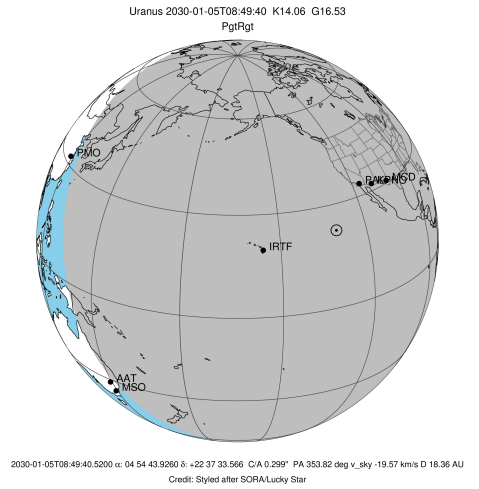 Uranus 2030-01-05T08:49:40 K14.06 G16.53
PgtRgt
PMO
MCD
IRTF
AAT
MSO
2030-01-05T08:49:40.5200 α: 04 54 43.9260 δ: +22 37 33.566 C/A 0.299" PA 353.82 deg v_sky -19.57 km/s D 18.36 AU
Credit: Styled after SORA/Lucky Star